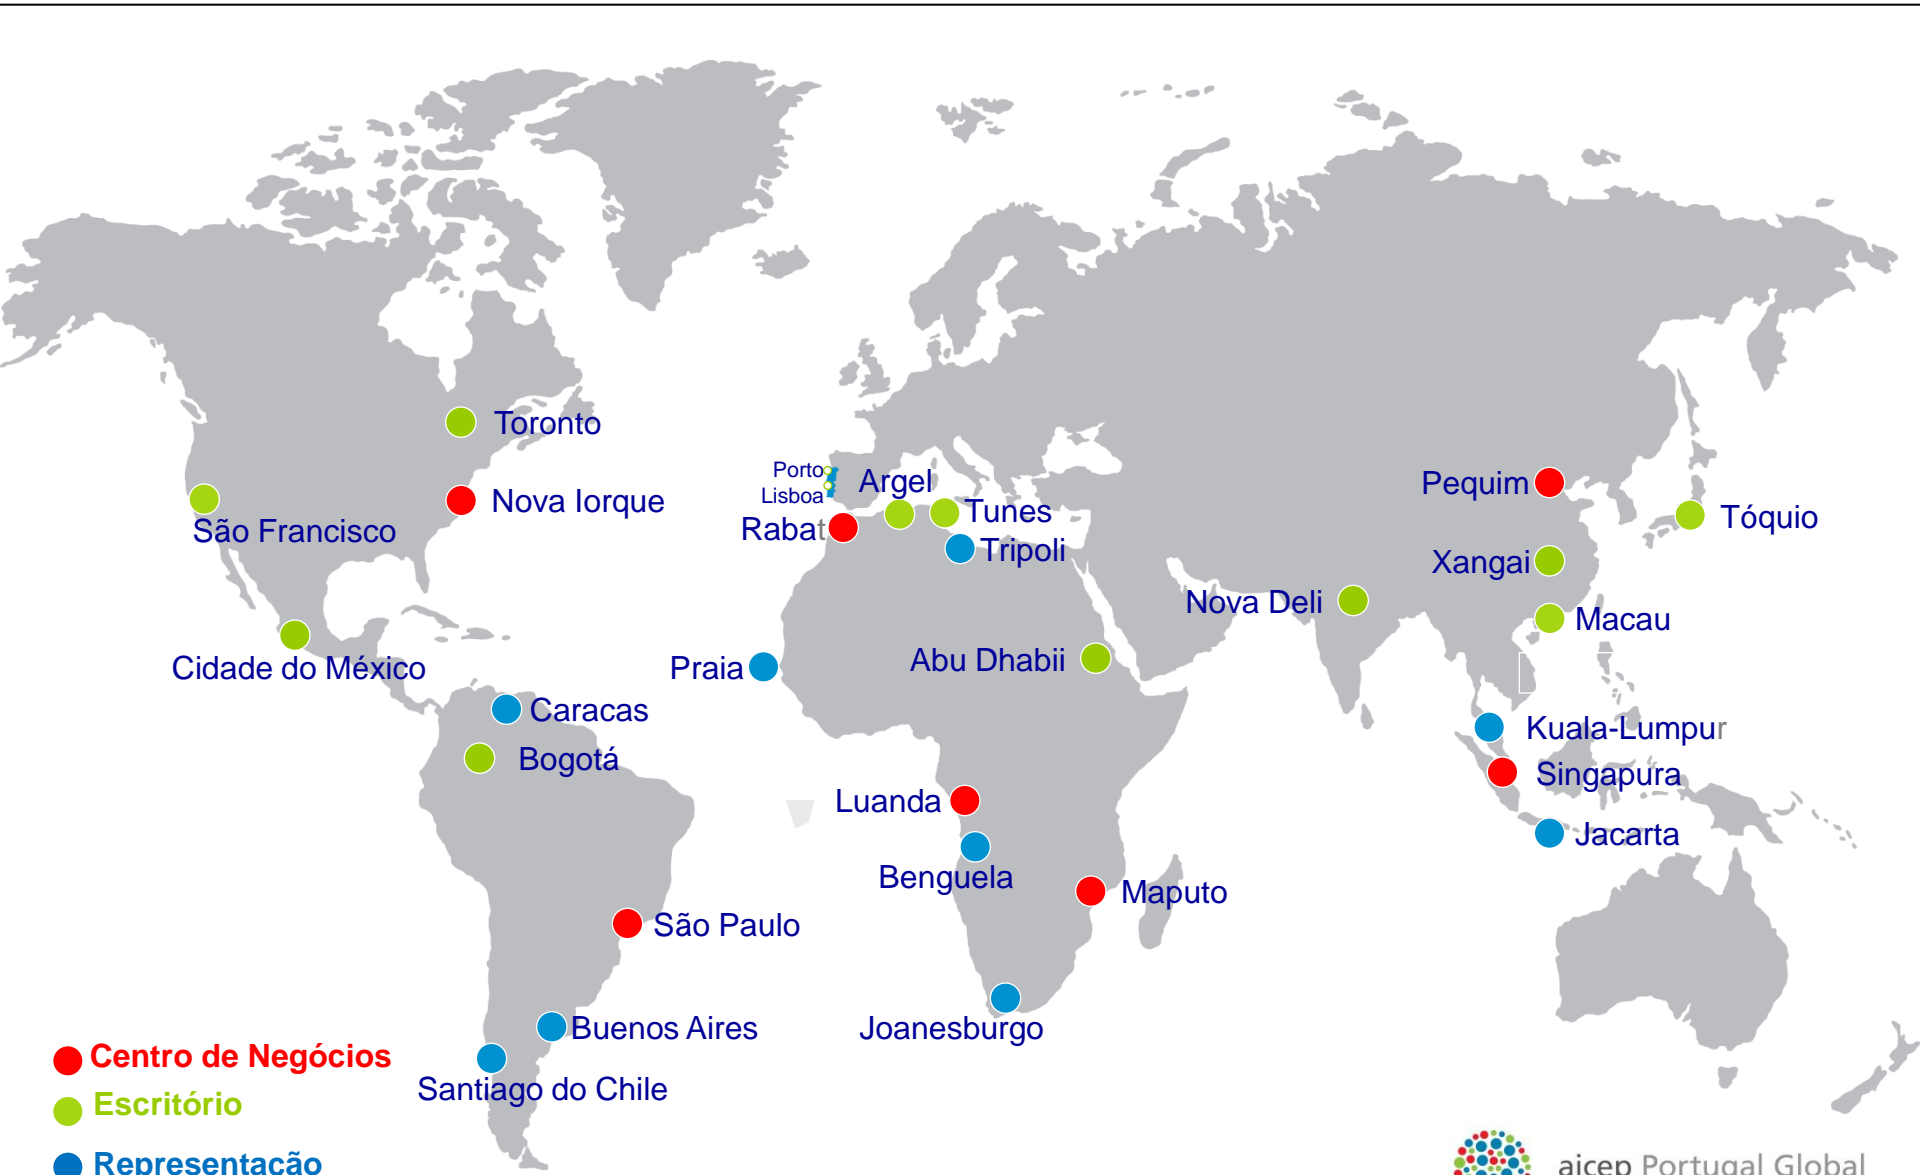 Toronto
Porto
Argel
Pequim
Lisboa
Nova Iorque
Tunes
Tóquio
São Francisco
Rabat
Tripoli
Xangai
Nova Deli
Macau
Cidade do México
Praia
Abu Dhabii
Caracas
Kuala-Lumpur
Bogotá
Singapura
Luanda
Jacarta
Benguela
Maputo
São Paulo
Buenos Aires
Joanesburgo
Centro de Negócios
Santiago do Chile
Escritório
Representação
aicep Portugal Global